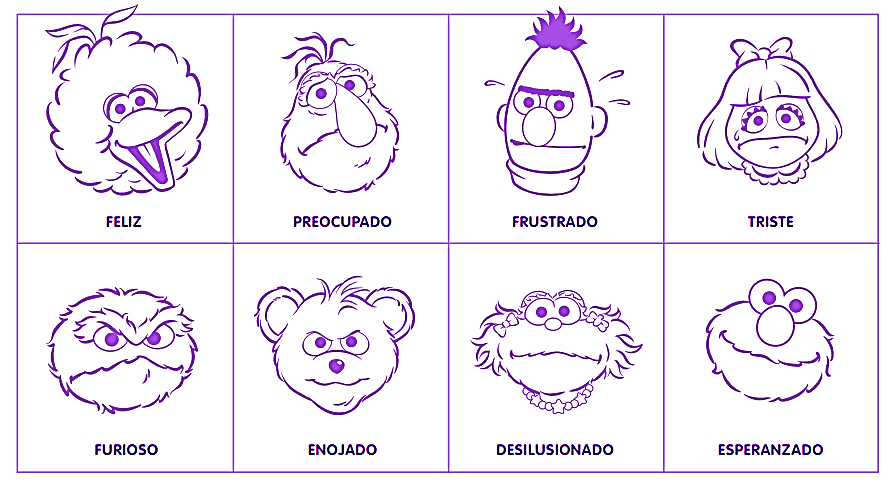 FELIZ
PREOCUPADO
FRUSTRADO
TRISTE
FURIOSO
ENOJADO
DESILUSIONADO
ESPERANZADO